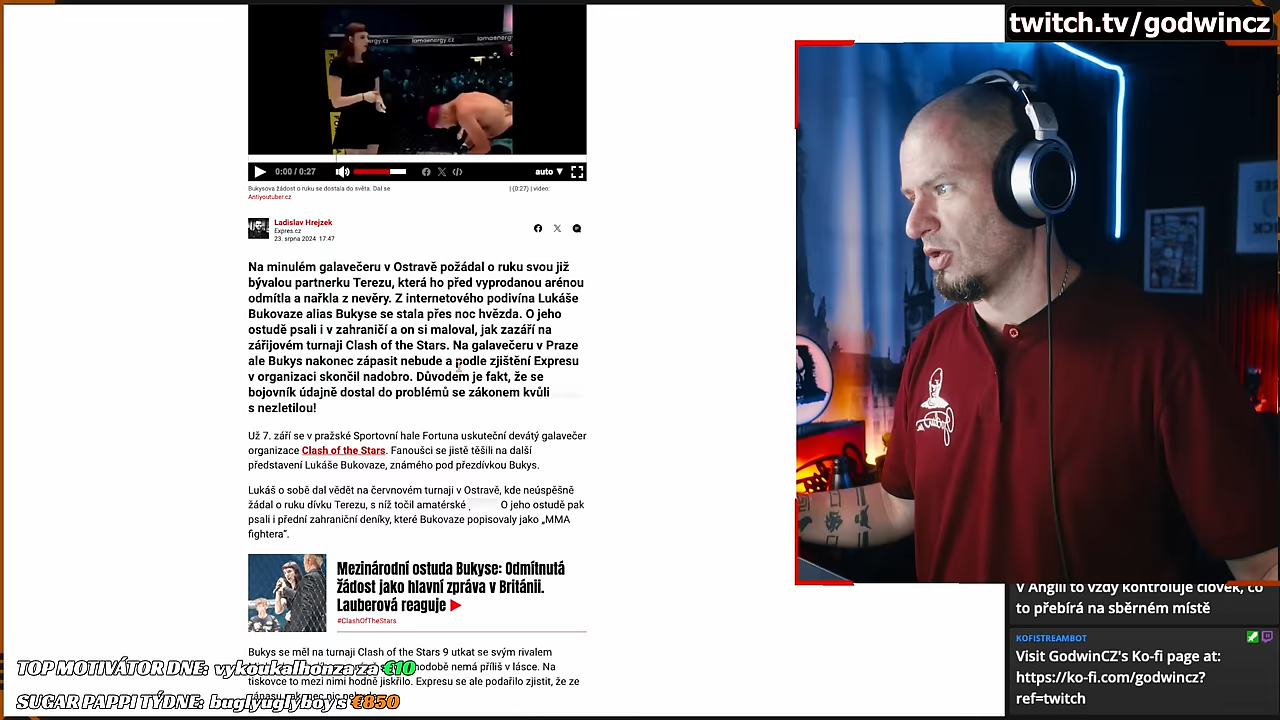 twitch.tv/godwincz
0:00 / 0:27
auto
Bukysova žádost o ruku se dostala do světa. Dal se
| (0:27) | video:
Antiyoutuber.cz
Ladislav Hrejzek
Expres.cz
23. srpna 2024 17:47
Na minulém galavečeru v Ostravě požádal o ruku svou již
bývalou partnerku Terezu, která ho před vyprodanou arénou
odmítla a nařkla z nevěry. Z internetového podivína Lukáše
Bukovaze alias Bukyse se stala přes noc hvězda. O jeho
ostudě psali i v zahraničí a on si maloval, jak zazáří na
zářijovém turnaji Clash of the Stars. Na galavečeru v Praze
ale Bukys nakonec zápasit nebude a podle zjištění Expresu
v organizaci skončil nadobro. Důvodem je fakt, že se
bojovník údajně dostal do problémů se zákonem kvůli
s nezletilou!
Už 7. září se v pražské Sportovní hale Fortuna uskuteční devátý galavečer
organizace Clash of the Stars. Fanoušci se jistě těšili na další
představení Lukáše Bukovaze, známého pod přezdívkou Bukys.
Lukáš o sobě dal vědět na červnovém turnaji v Ostravě, kde neúspěšně
žádal o ruku dívku Terezu, s níž točil amatérské O jeho ostudě pak
psali i přední zahraniční deníky, které Bukovaze popisovaly jako „MMA
fightera“.
Mezinárodní ostuda Bukyse: Odmítnutá
žádost jako hlavní zpráva v Británii.
Lauberová reaguje
#ClashOfTheStars
Bukys se měl na turnaji Clash of the Stars 9 utkat se svým rivalem
nemá příliš v lásce. Na
tiskovce to mezi nimi hodně jiskřilo. Expresu se ale podařilo zjistit, že ze
TOP MOTIVÁTOR DNE: vykoukalhonza za €10
SUGAR PAPPI TÝDNE: buglyuglyboy s €850
V Anglii to vždy kontroluje člověk, co
to přebírá na sběrném místě
KOFISTREAMBOT
Visit GodwinCZ's Ko-fi page at:
https://ko-fi.com/godwincz?
ref=twitch